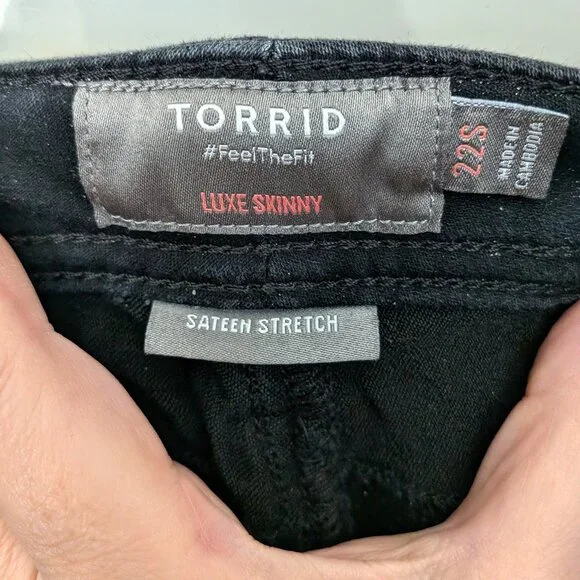 TORRID
#FeelTheFit
LUXE SKINNY
22S
MADE IN
CAMBODIA
SATEEN STRETCH